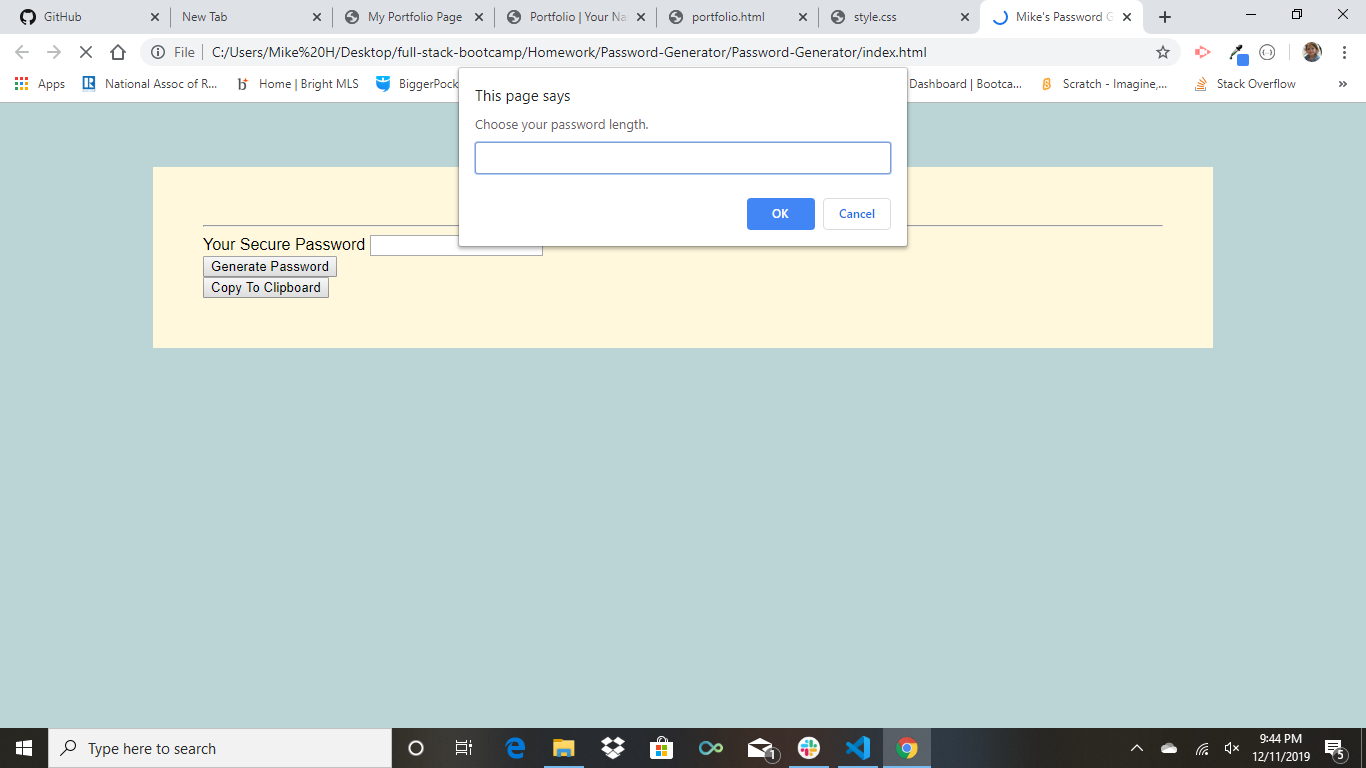 GitHub
New Tab
My Portfolio Page
Portfolio | Your Na
portfolio.html
style.css
Mike's Password G
File | C:/Users/Mike%20H/Desktop/full-stack-bootcamp/Homework/Password-Generator/Password-Generator/index.html
Apps
National Assoc of R...
Home | Bright MLS
BiggerPock
Dashboard | Bootca...
Scratch - Imagine,...
Stack Overflow
»
This page says
Choose your password length.
OK
Cancel
Your Secure Password
Generate Password
Copy To Clipboard
Type here to search
1
9:44 PM
12/11/2019
5